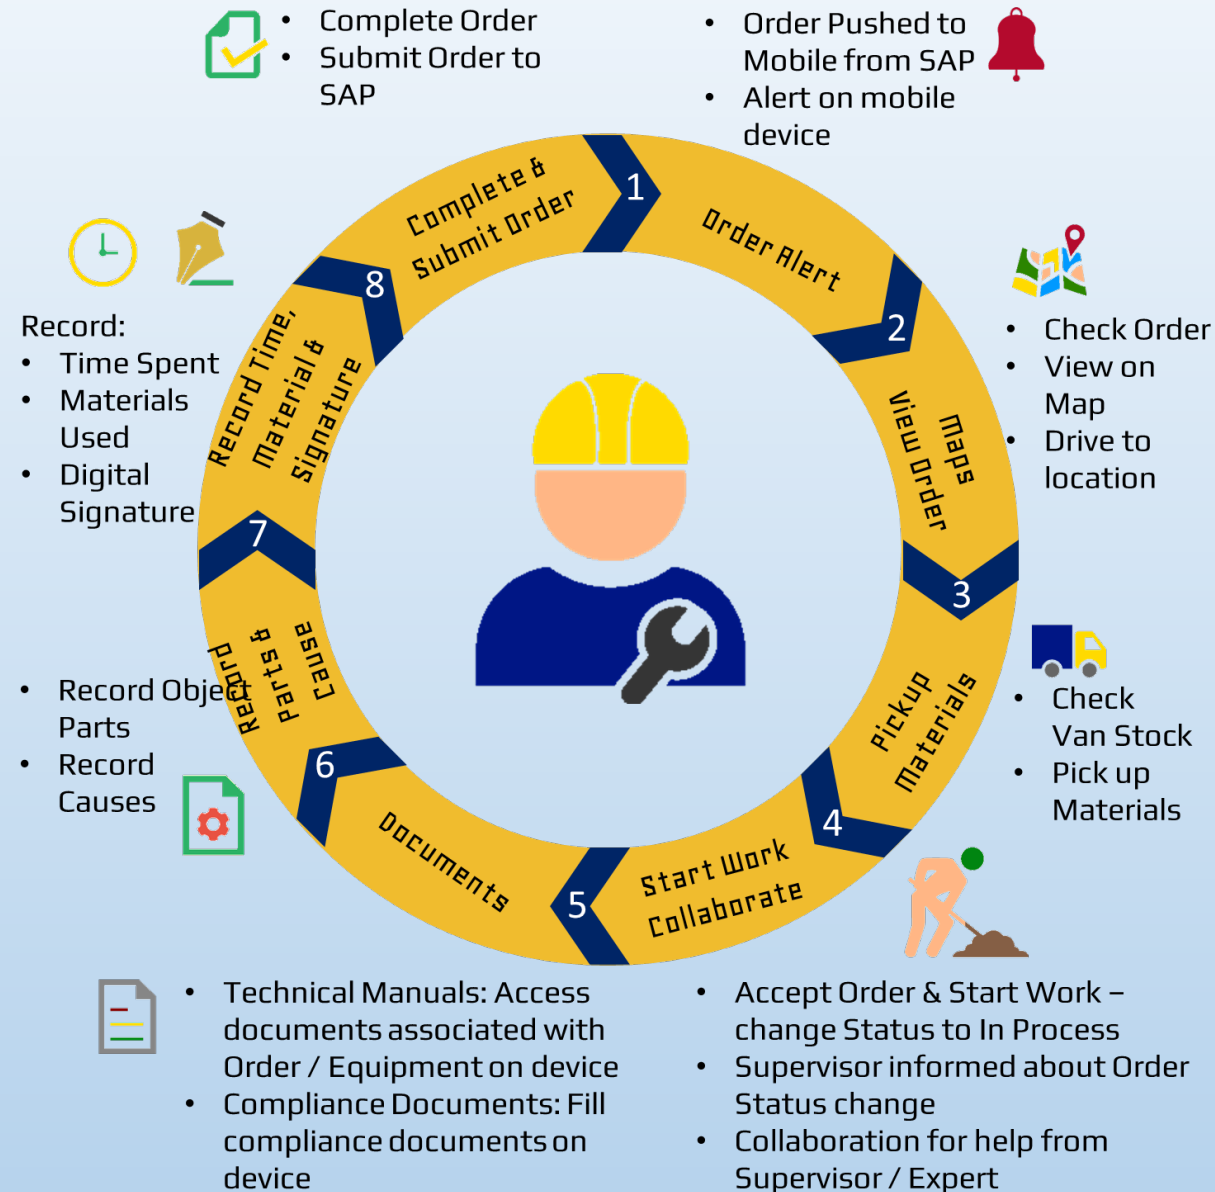 • Complete Order
• Submit Order to
SAP
• Order Pushed to
Mobile from SAP
• Alert on mobile
device
1
Order Alert
2
Maps
View Order
• Check Order
• View on
Map
• Drive to
location
3
Pickup
Materials
• Check
Van Stock
• Pick up
Materials
4
Start Work
Collaborate
• Accept Order & Start Work –
change Status to In Process
• Supervisor informed about Order
Status change
• Collaboration for help from
Supervisor / Expert
5
Documents
• Technical Manuals: Access
documents associated with
Order / Equipment on device
• Compliance Documents: Fill
compliance documents on
device
6
Record
Parts &
Cause
• Record Object
Parts
• Record
Causes
7
Record Time,
Material &
Signature
Record:
• Time Spent
• Materials
Used
• Digital
Signature
8
Complete &
Submit Order